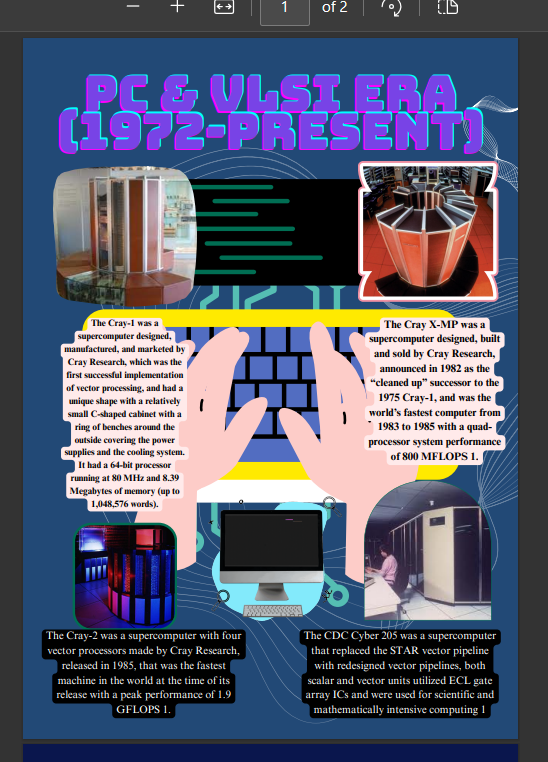 1
of 2
PC & VLSI ERA
(1972-PRESENT)
The Cray-1 was a
supercomputer designed,
manufactured, and marketed by
Cray Research, which was the
first successful implementation
of vector processing, and had a
unique shape with a relatively
small C-shaped cabinet with a
ring of benches around the
outside covering the power
supplies and the cooling system.
It had a 64-bit processor
running at 80 MHz and 8.39
Megabytes of memory (up to
1,048,576 words).
The Cray X-MP was a
supercomputer designed, built
and sold by Cray Research,
announced in 1982 as the
“cleaned up” successor to the
1975 Cray-1, and was the
world’s fastest computer from
1983 to 1985 with a quad-
processor system performance
of 800 MFLOPS 1.
The Cray-2 was a supercomputer with four
vector processors made by Cray Research,
released in 1985, that was the fastest
machine in the world at the time of its
release with a peak performance of 1.9
GFLOPS 1.
The CDC Cyber 205 was a supercomputer
that replaced the STAR vector pipeline
with redesigned vector pipelines, both
scalar and vector units utilized ECL gate
array ICs and were used for scientific and
mathematically intensive computing 1